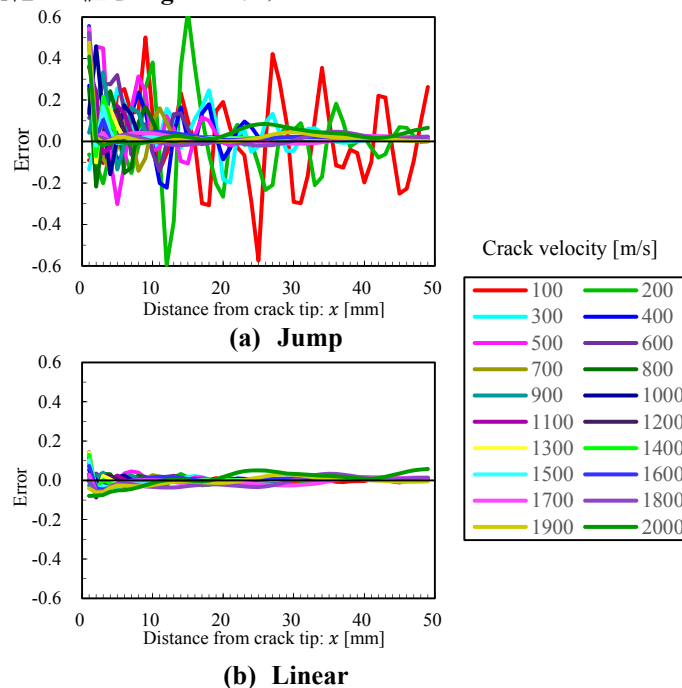 0.6
0.4
0.2
0.0
-0.2
-0.4
-0.6
Error
0 10 20 30 40 50
Distance from crack tip: 𝑥 [mm]
(a) Jump
0.6
0.4
0.2
0.0
-0.2
-0.4
-0.6
Error
0 10 20 30 40 50
Distance from crack tip: 𝑥 [mm]
(b) Linear
Crack velocity [m/s]
100 200
300 400
500 600
700 800
900 1000
1100 1200
1300 1400
1500 1600
1700 1800
1900 2000